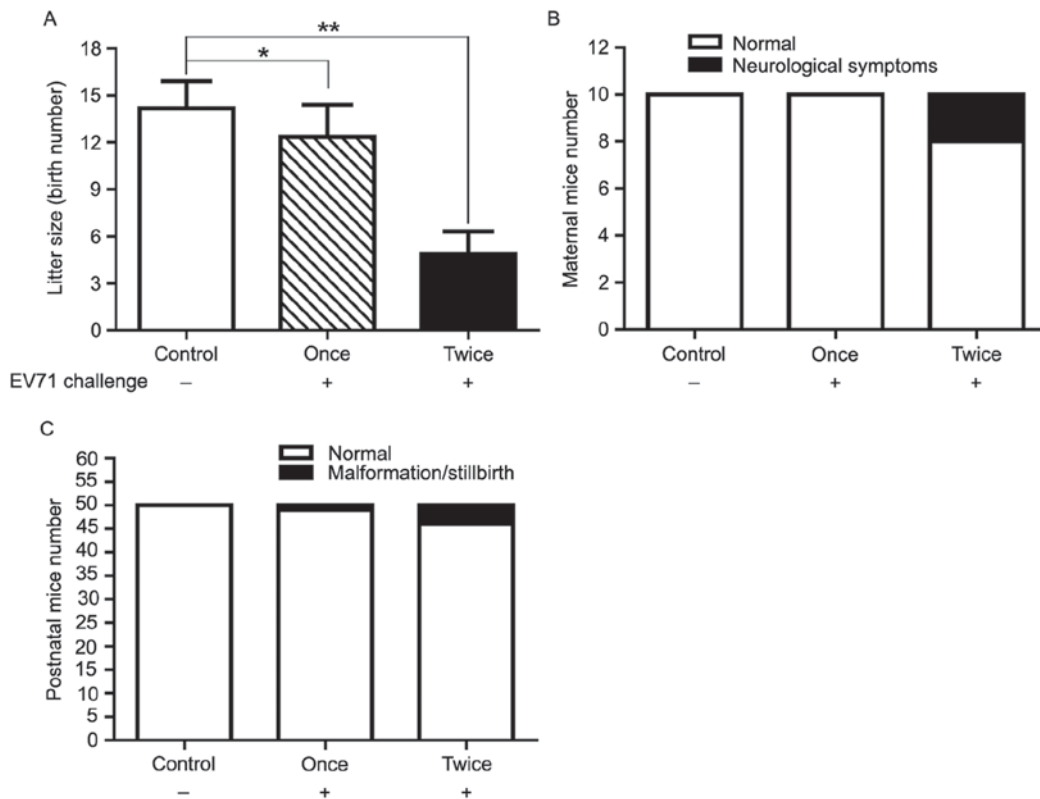 A
**
*
18
15
12
9
6
3
0
Litter size (birth number)
Control Once Twice
EV71 challenge – + +
B
Normal
Neurological symptoms
12
10
8
6
4
2
0
Maternal mice number
Control Once Twice
– + +
C
Normal
Malformation/stillbirth
60
55
50
45
40
35
30
25
20
15
10
5
0
Postnatal mice number
Control Once Twice
– + +